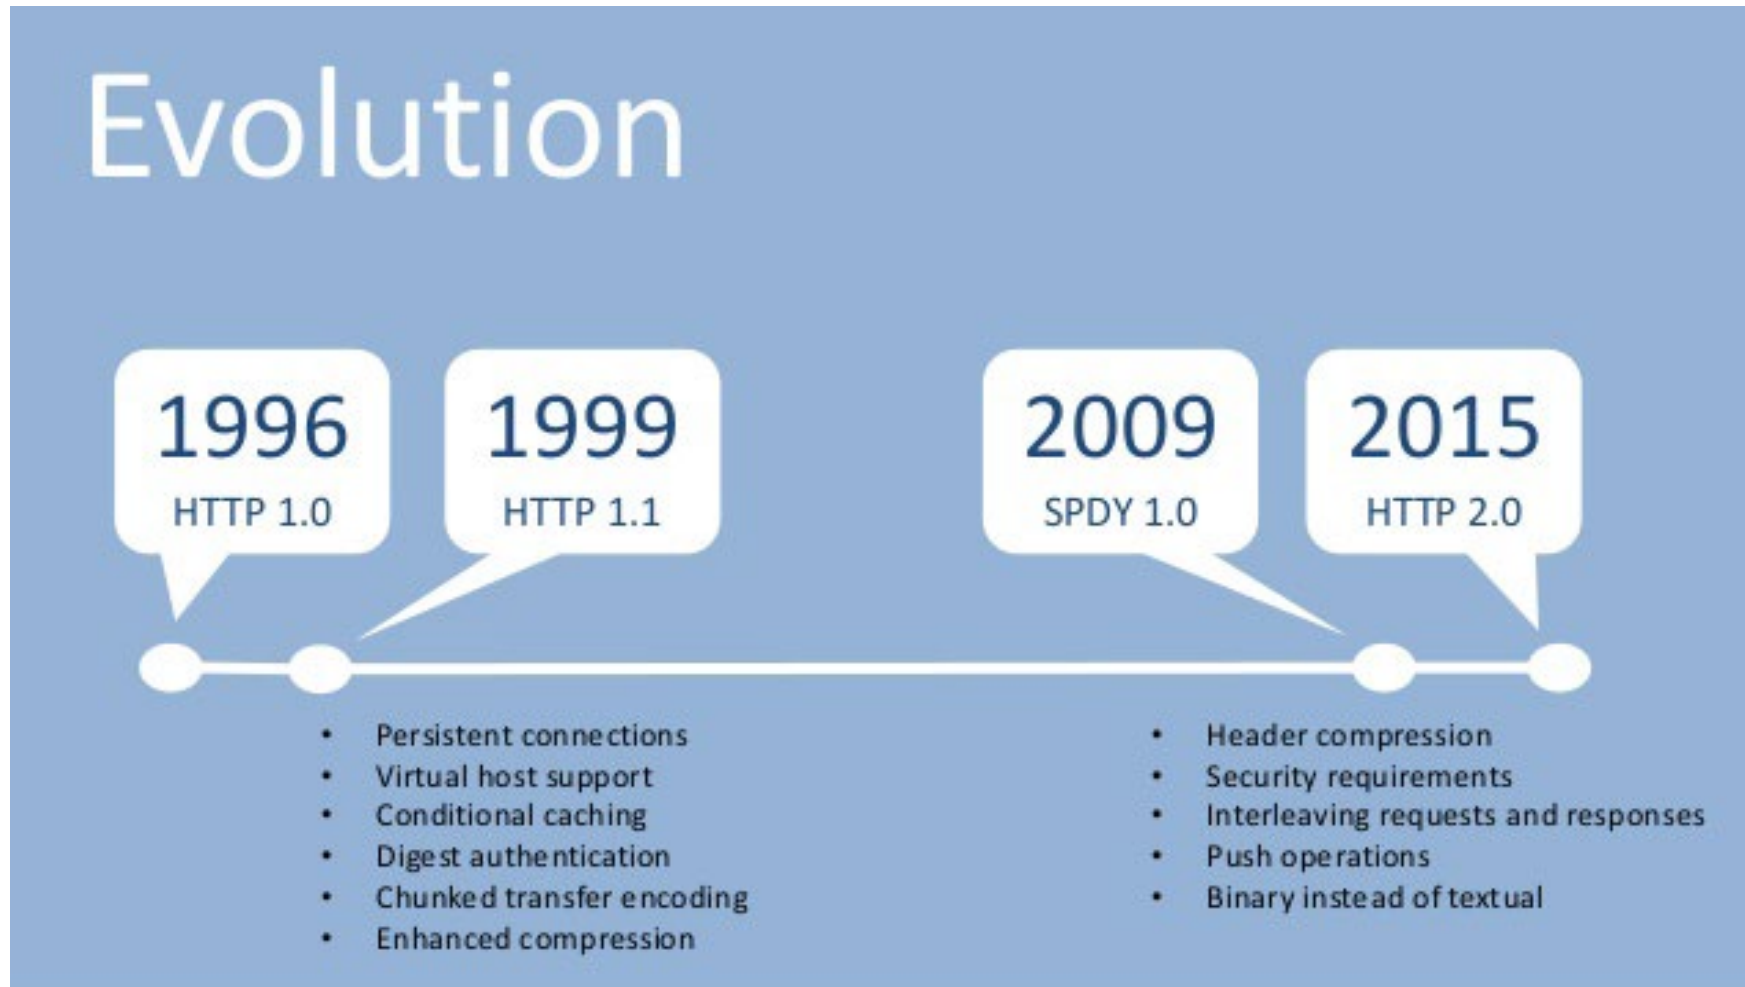 Evolution
1996
HTTP 1.0
1999
HTTP 1.1
2009
SPDY 1.0
2015
HTTP 2.0
• Persistent connections
• Virtual host support
• Conditional caching
• Digest authentication
• Chunked transfer encoding
• Enhanced compression
• Header compression
• Security requirements
• Interleaving requests and responses
• Push operations
• Binary instead of textual